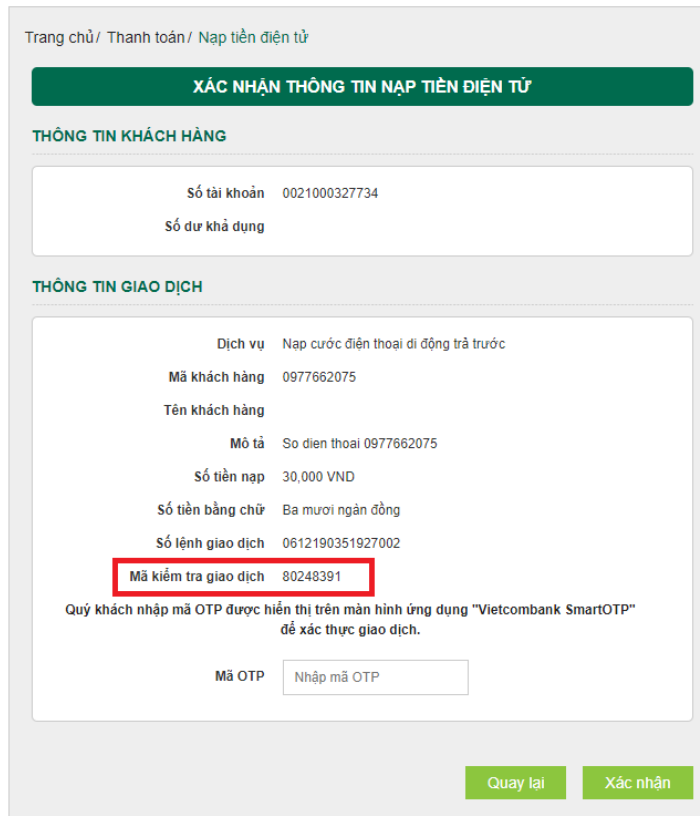 Trang chủ/ Thanh toán/ Nạp tiền điện tử
XÁC NHẬN THÔNG TIN NẠP TIỀN ĐIỆN TỬ
THÔNG TIN KHÁCH HÀNG
Số tài khoản 0021000327734
Số dư khả dụng
THÔNG TIN GIAO DỊCH
Dịch vụ Nạp cước điện thoại di động trả trước
Mã khách hàng 0977662075
Tên khách hàng
Mô tả So dien thoai 0977662075
Số tiền nạp 30,000 VND
Số tiền bằng chữ Ba mươi ngàn đồng
Số lệnh giao dịch 0612190351927002
Mã kiểm tra giao dịch 80248391
Quý khách nhập mã OTP được hiển thị trên màn hình ứng dụng "Vietcombank SmartOTP"
để xác thực giao dịch.
Mã OTP Nhập mã OTP
Quay lại Xác nhận